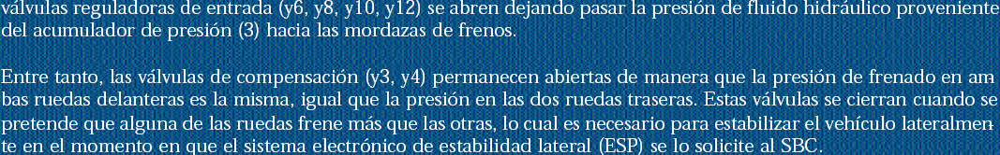 válvulas reguladoras de entrada (y6, y8, y10, y12) se abren dejando pasar la presión de fluido hidráulico proveniente
del acumulador de presión (3) hacia las mordazas de frenos.
Entre tanto, las válvulas de compensación (y3, y4) permanecen abiertas de manera que la presión de frenado en am-
bas ruedas delanteras es la misma, igual que la presión en las dos ruedas traseras. Estas válvulas se cierran cuando se
pretende que alguna de las ruedas frene más que las otras, lo cual es necesario para estabilizar el vehículo lateralmen-
te en el momento en que el sistema electrónico de estabilidad lateral (ESP) se lo solicite al SBC.